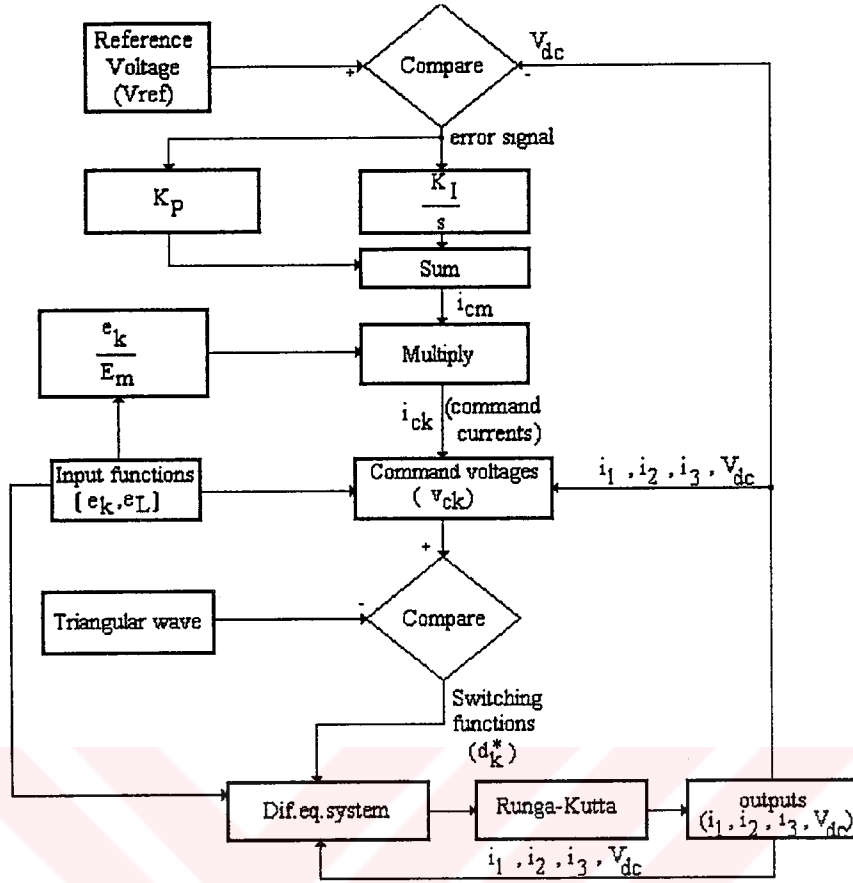 Reference
Voltage
(Vref)
+
Compare
V_dc
-
error signal
K_P
K_I
s
Sum
i_cm
e_k
E_m
Multiply
i_ck (command
currents)
Input functions
[e_k,e_L]
Command voltages
( v_ck)
i_1 , i_2 , i_3 , V_dc
+
Triangular wave
-
Compare
Switching
functions
(d_k^*)
Dif.eq.system
Runga-Kutta
outputs
(i_1, i_2, i_3, V_dc)
i_1 , i_2 , i_3 , V_dc